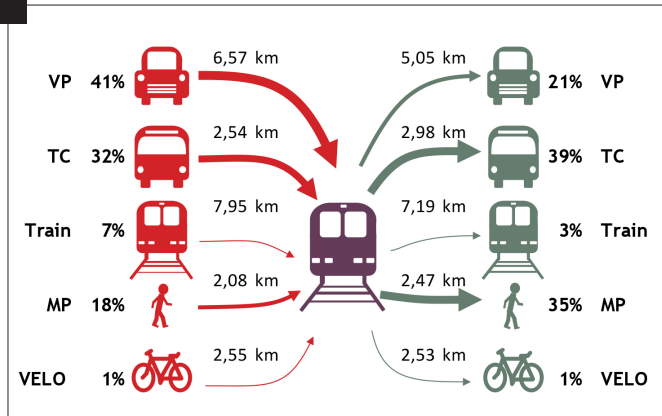 6,57 km 5,05 km
VP 41% 21% VP
2,54 km 2,98 km
TC 32% 39% TC
7,95 km 7,19 km
Train 7% 3% Train
2,08 km 2,47 km
MP 18% 35% MP
2,55 km 2,53 km
VELO 1% 1% VELO